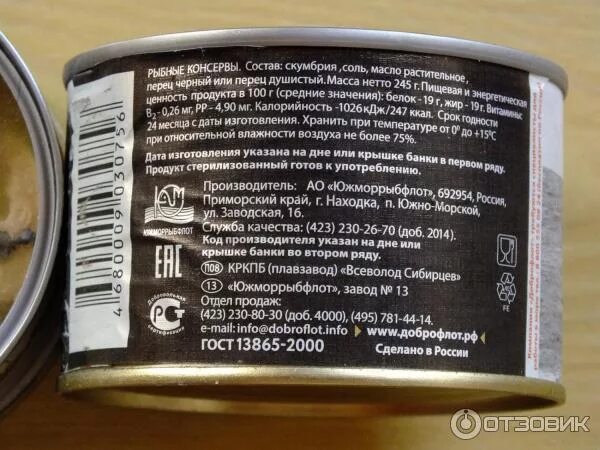 РЫБНЫЕ КОНСЕРВЫ. Состав: скумбрия, соль, масло растительное,
перец черный или перец душистый. Масса нетто 245 г. Пищевая и энергетическая
ценность продукта в 100 г (средние значения): белок - 19 г, жир - 19 г. Витамины:
B2 - 0,26 мг, PP - 4,90 мг. Калорийность -1026 кДж/247 ккал. Срок годности
24 месяца с даты изготовления. Хранить при температуре от 0° до +15°С
при относительной влажности воздуха не более 75%.
Дата изготовления указана на дне или крышке банки в первом ряду.
Продукт стерилизованный готов к употреблению.
Производитель: АО «Южморрыбфлот», 692954, Россия,
Приморский край, г. Находка, п. Южно-Морской,
ул. Заводская, 16.
ЮЖМОРРЫБФЛОТ
Служба качества: (423) 230-26-70 (доб. 2014).
Код производителя указан на дне или
крышке банки во втором ряду.
EAC
П08 КРКПБ (плавзавод) «Всеволод Сибирцев»
13 «Южморрыбфлот», завод № 13
Добровольная
сертификация
Отдел продаж:
(423) 230-80-30 (доб. 4000), (495) 781-44-14.
e-mail: info@dobroflot.info www.доброфлот.рф
ГОСТ 13865-2000 Сделано в России
FE
4 680009 030756
ОТЗОВИК